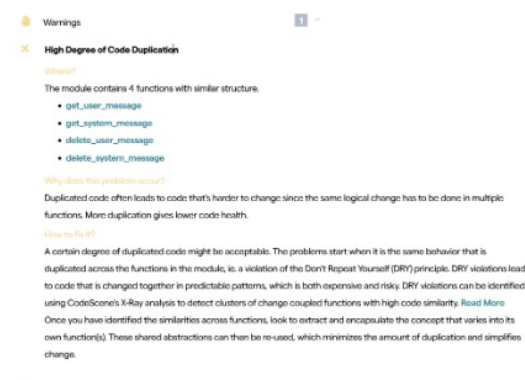 Warnings
1
High Degree of Code Duplication
Where?
The module contains 4 functions with similar structure.
• get_user_message
• get_system_message
• delete_user_message
• delete_system_message
Why does this problem occur?
Duplicated code often leads to code that's harder to change since the same logical change has to be done in multiple
functions. More duplication gives lower code health.
How to fix it?
A certain degree of duplicated code might be acceptable. The problems start when it is the same behavior that is
duplicated across the functions in the module, ie. a violation of the Don't Repeat Yourself (DRY) principle. DRY violations lead
to code that is changed together in predictable patterns, which is both expensive and risky. DRY violations can be identified
using CodeScene's X-Ray analysis to detect clusters of change coupled functions with high code similarity. Read More
Once you have identified the similarities across functions, look to extract and encapsulate the concept that varies into its
own function(s). These shared abstractions can then be re-used, which minimizes the amount of duplication and simplifies
change.